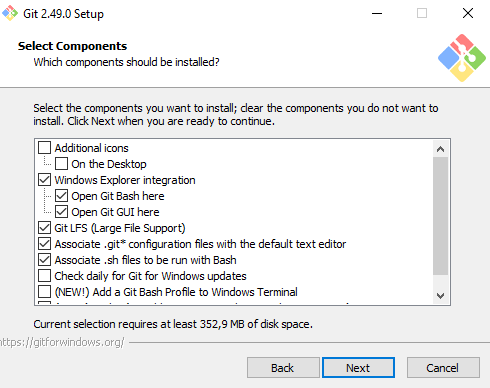 Git 2.49.0 Setup
Select Components
Which components should be installed?
Select the components you want to install; clear the components you do not want to
install. Click Next when you are ready to continue.
Additional icons
On the Desktop
Windows Explorer integration
Open Git Bash here
Open Git GUI here
Git LFS (Large File Support)
Associate .git* configuration files with the default text editor
Associate .sh files to be run with Bash
Check daily for Git for Windows updates
(NEW!) Add a Git Bash Profile to Windows Terminal
Current selection requires at least 352,9 MB of disk space.
https://gitforwindows.org/
Back
Next
Cancel